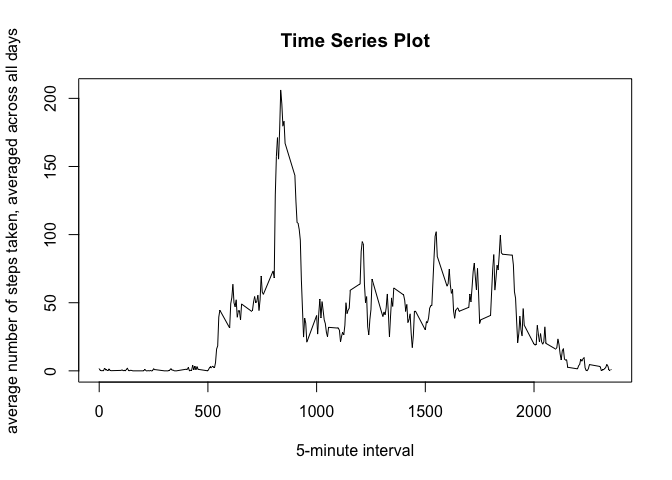 Time Series Plot
average number of steps taken, averaged across all days
200
150
100
50
0
0 500 1000 1500 2000
5-minute interval